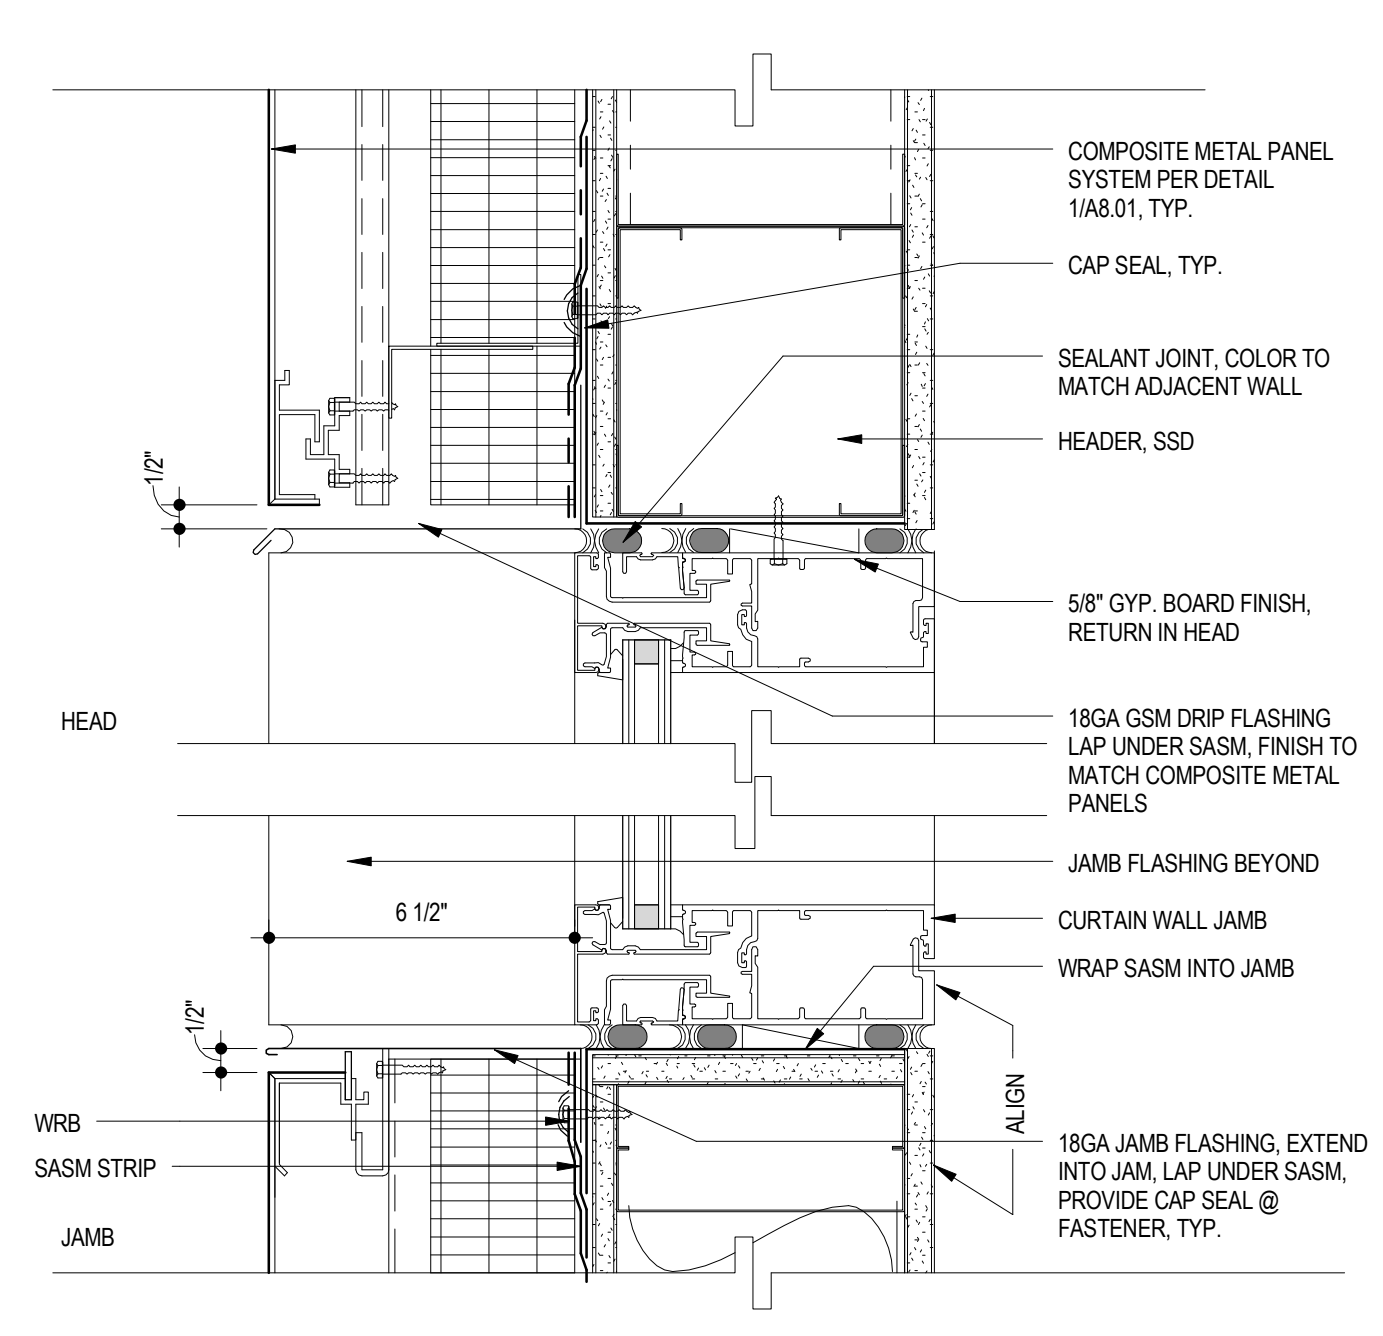 COMPOSITE METAL PANEL
SYSTEM PER DETAIL
1/A8.01, TYP.
CAP SEAL, TYP.
SEALANT JOINT, COLOR TO
MATCH ADJACENT WALL
HEADER, SSD
1/2"
5/8" GYP. BOARD FINISH,
RETURN IN HEAD
HEAD
18GA GSM DRIP FLASHING
LAP UNDER SASM, FINISH TO
MATCH COMPOSITE METAL
PANELS
JAMB FLASHING BEYOND
6 1/2"
CURTAIN WALL JAMB
WRAP SASM INTO JAMB
1/2"
ALIGN
WRB
SASM STRIP
18GA JAMB FLASHING, EXTEND
INTO JAM, LAP UNDER SASM,
PROVIDE CAP SEAL @
FASTENER, TYP.
JAMB